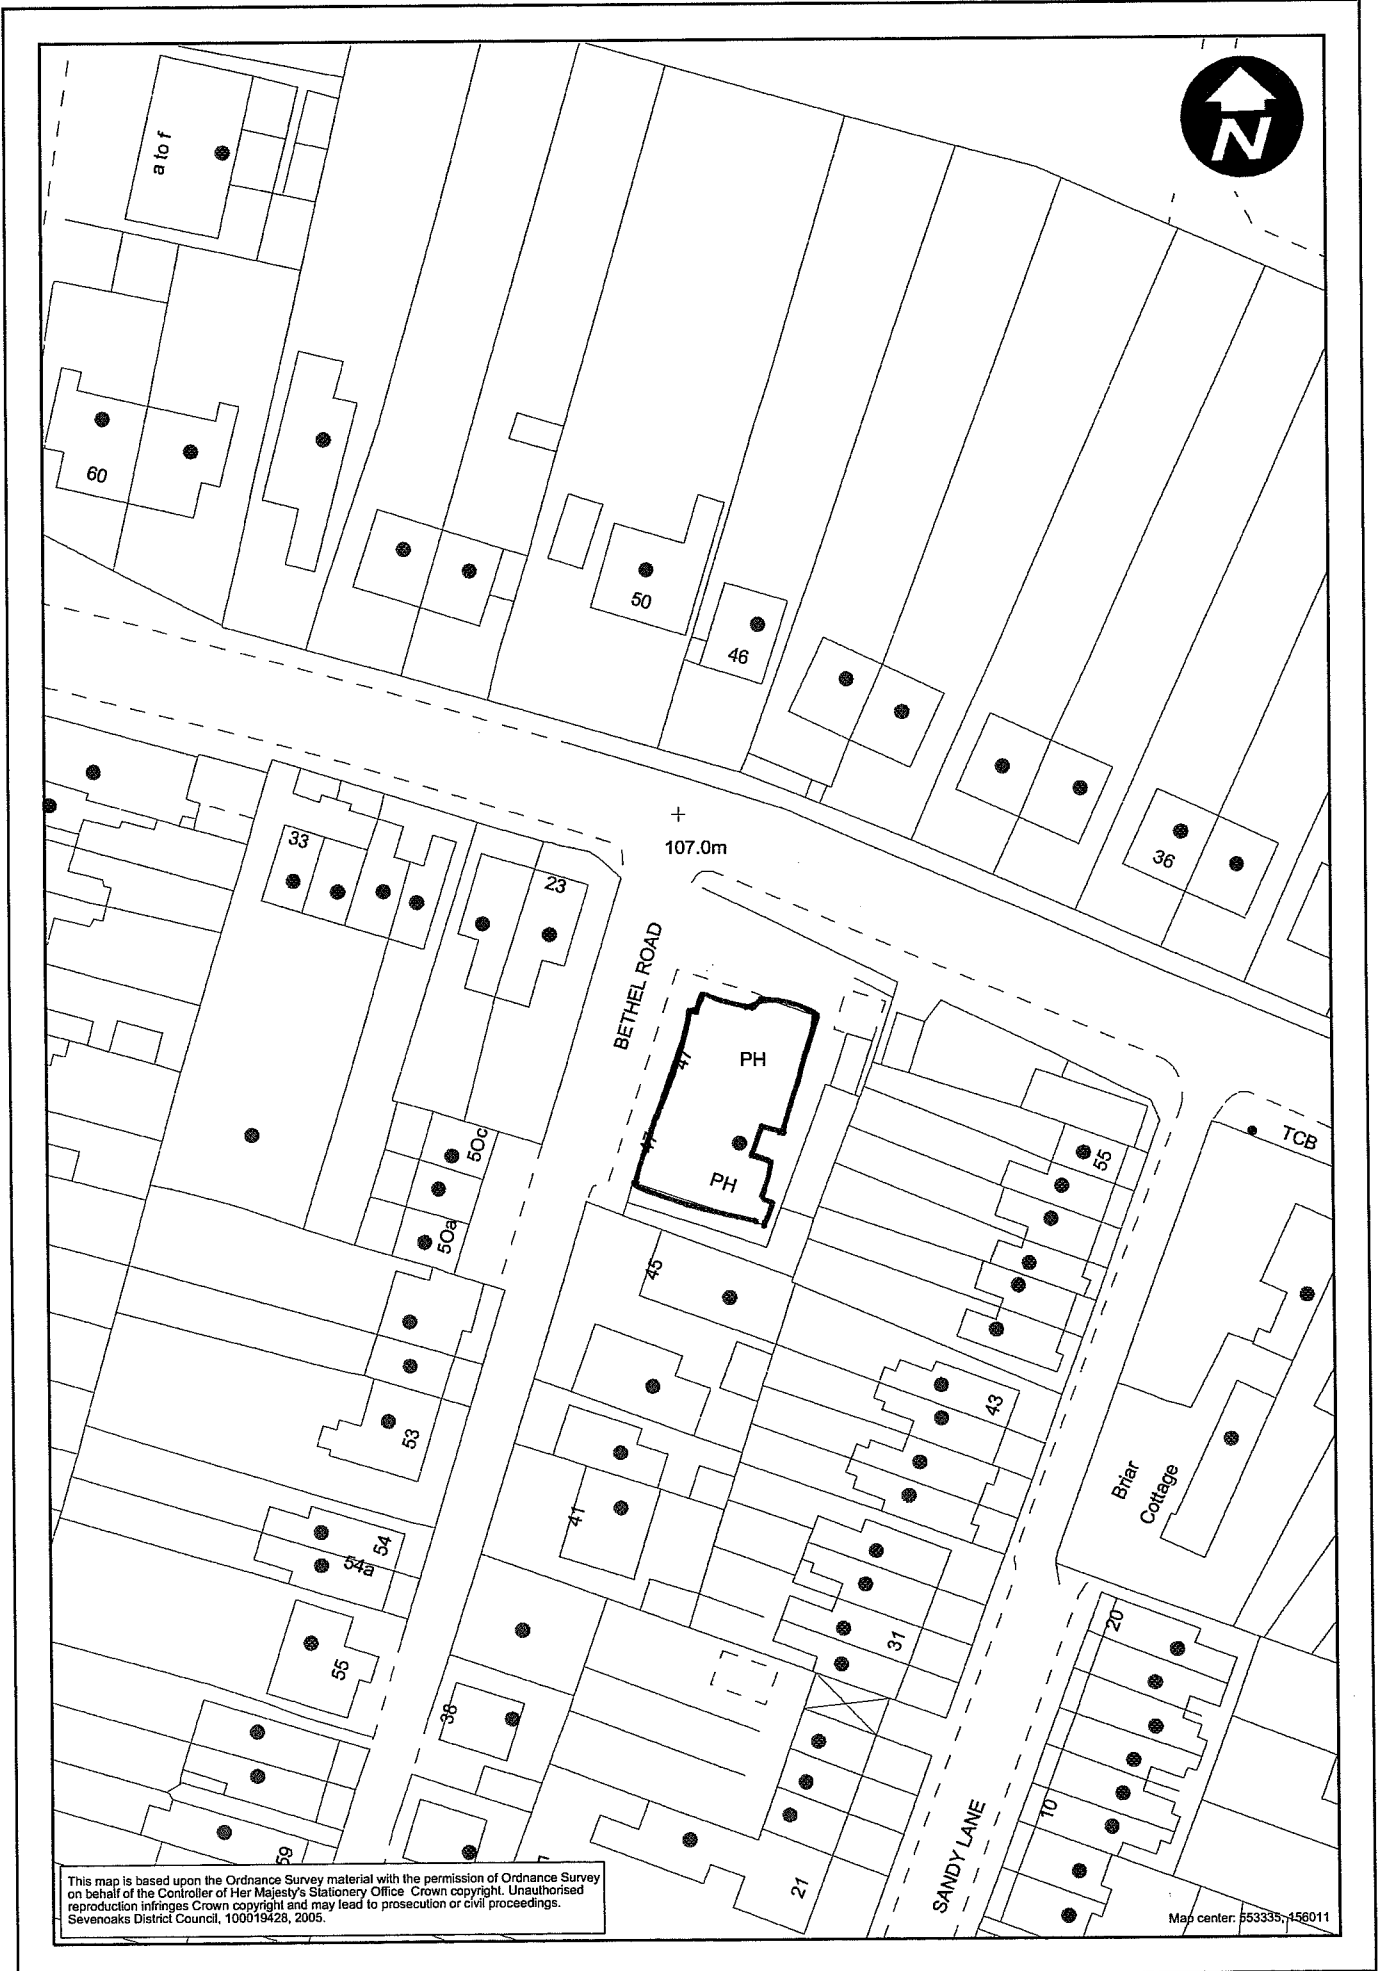 N
a to f
60
50
46
36
107.0m
33
23
BETHEL ROAD
47
PH
47
PH
50c
50a
TCB
55
45
53
43
41
54
54a
Briar
Cottage
55
31
20
38
10
59
21
SANDY LANE
This map is based upon the Ordnance Survey material with the permission of Ordnance Survey
on behalf of the Controller of Her Majesty's Stationery Office Crown copyright. Unauthorised
reproduction infringes Crown copyright and may lead to prosecution or civil proceedings.
Sevenoaks District Council, 100019428, 2005.
Map center: 553335, 156011